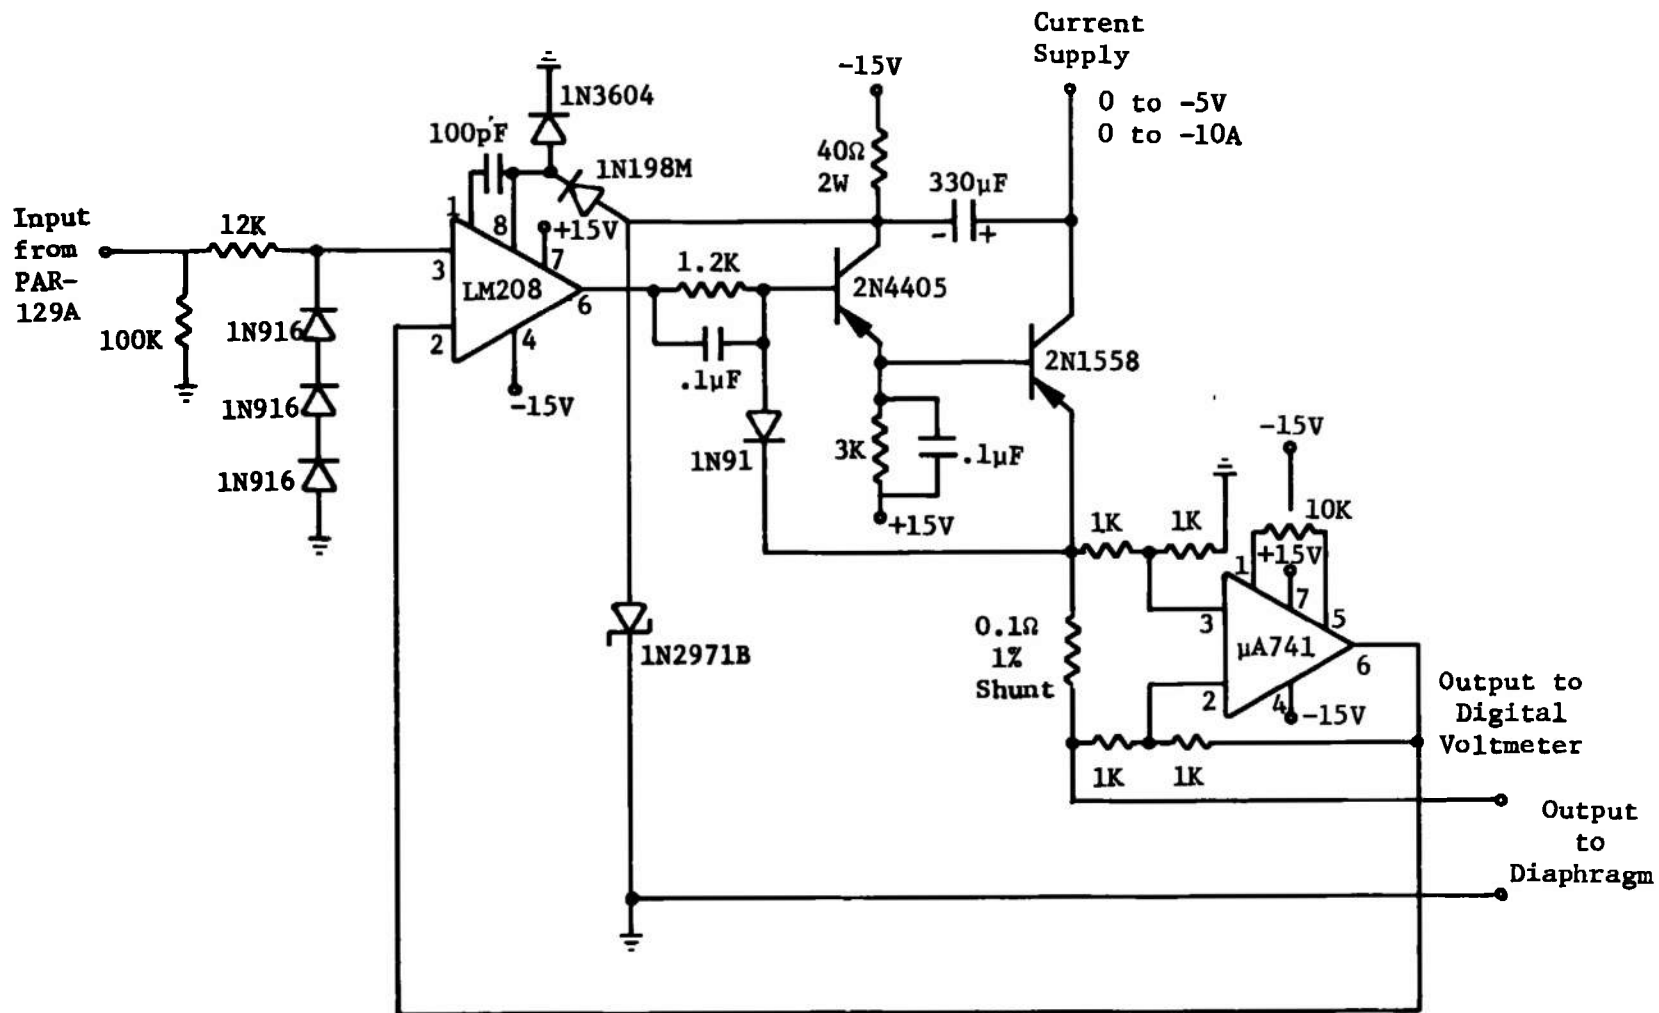 Current
Supply
0 to -5V
0 to -10A
-15V
1N3604
100pF
1N198M
40Ω
2W
330µF
- +
Input
from
PAR-
129A
12K
100K
1
8
+15V
7
3
LM208
6
2
4
-15V
1.2K
.1µF
2N4405
2N1558
1N916
1N916
1N916
1N91
3K
.1µF
+15V
-15V
10K
1K
1K
+15V
1
7
5
3
µA741
6
2
4
-15V
0.1Ω
1%
Shunt
1N2971B
1K
1K
Output to
Digital
Voltmeter
Output
to
Diaphragm